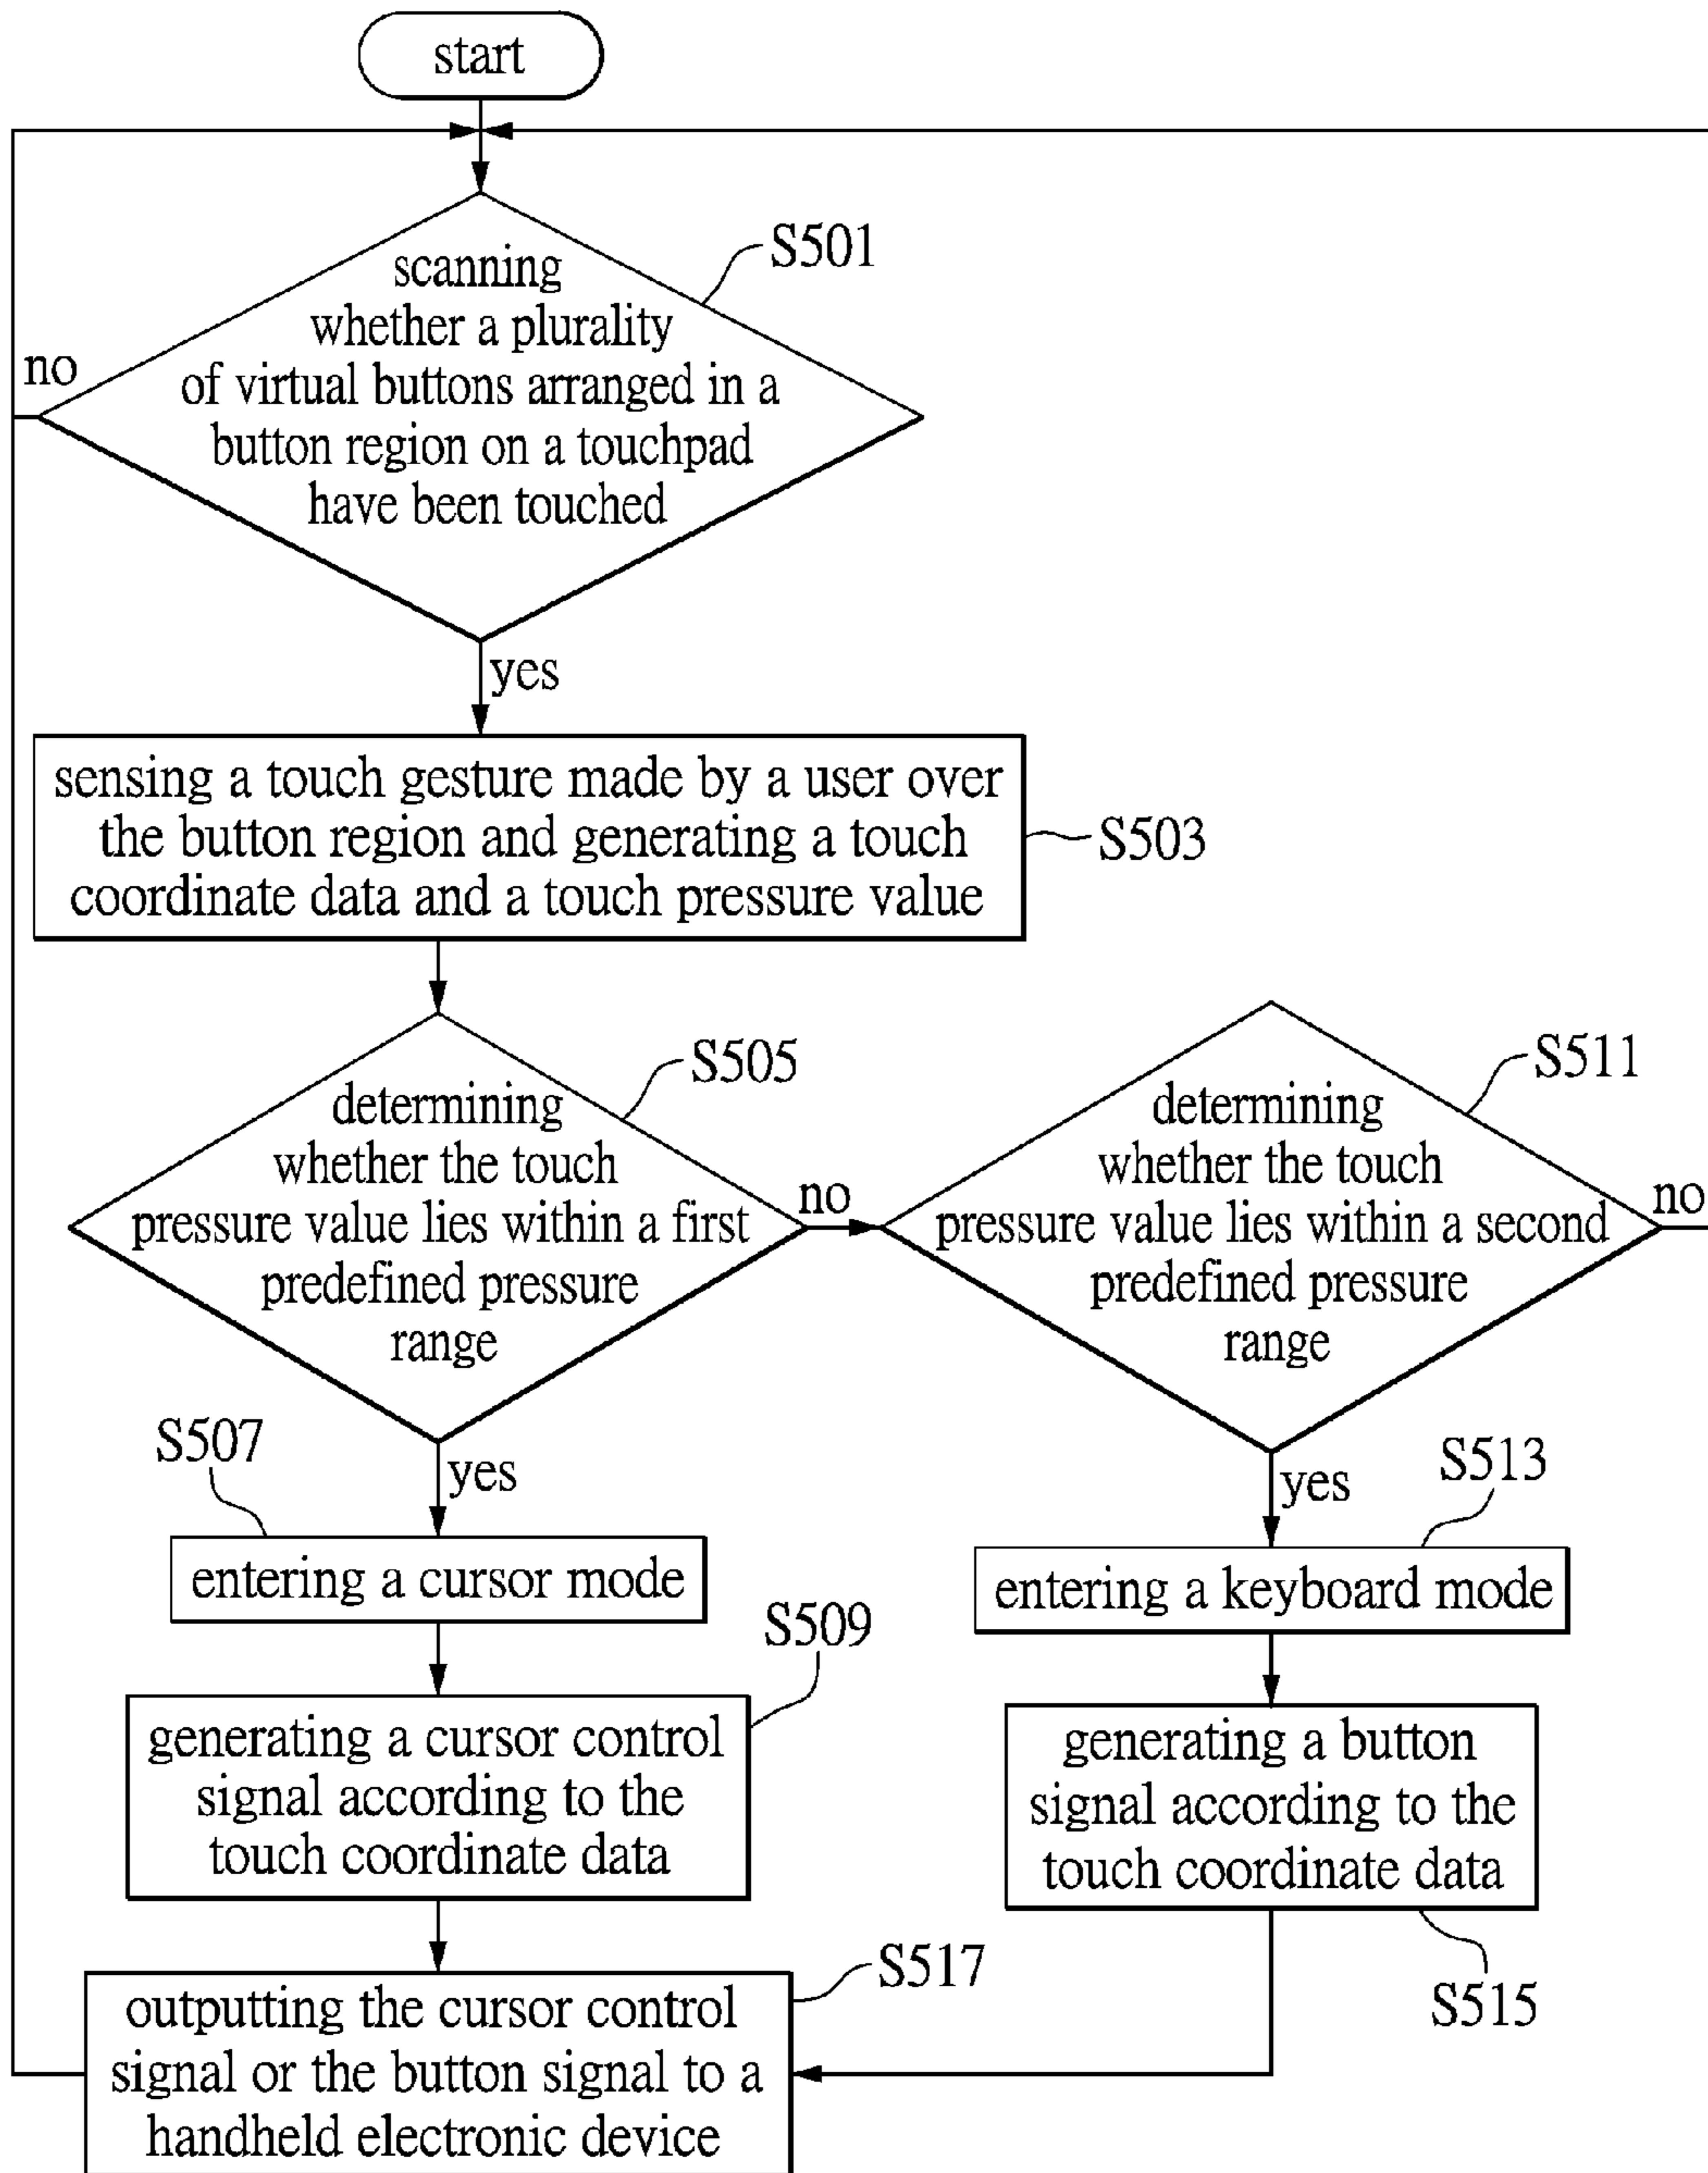 start
S501
scanning
whether a plurality
of virtual buttons arranged in a
button region on a touchpad
have been touched
no
yes
sensing a touch gesture made by a user over
the button region and generating a touch
coordinate data and a touch pressure value
S503
S505
determining
whether the touch
pressure value lies within a first
predefined pressure
range
no
S511
determining
whether the touch
pressure value lies within a second
predefined pressure
range
no
S507
yes
entering a cursor mode
S509
generating a cursor control
signal according to the
touch coordinate data
yes
S513
entering a keyboard mode
generating a button
signal according to the
touch coordinate data
S515
S517
outputting the cursor control
signal or the button signal to a
handheld electronic device